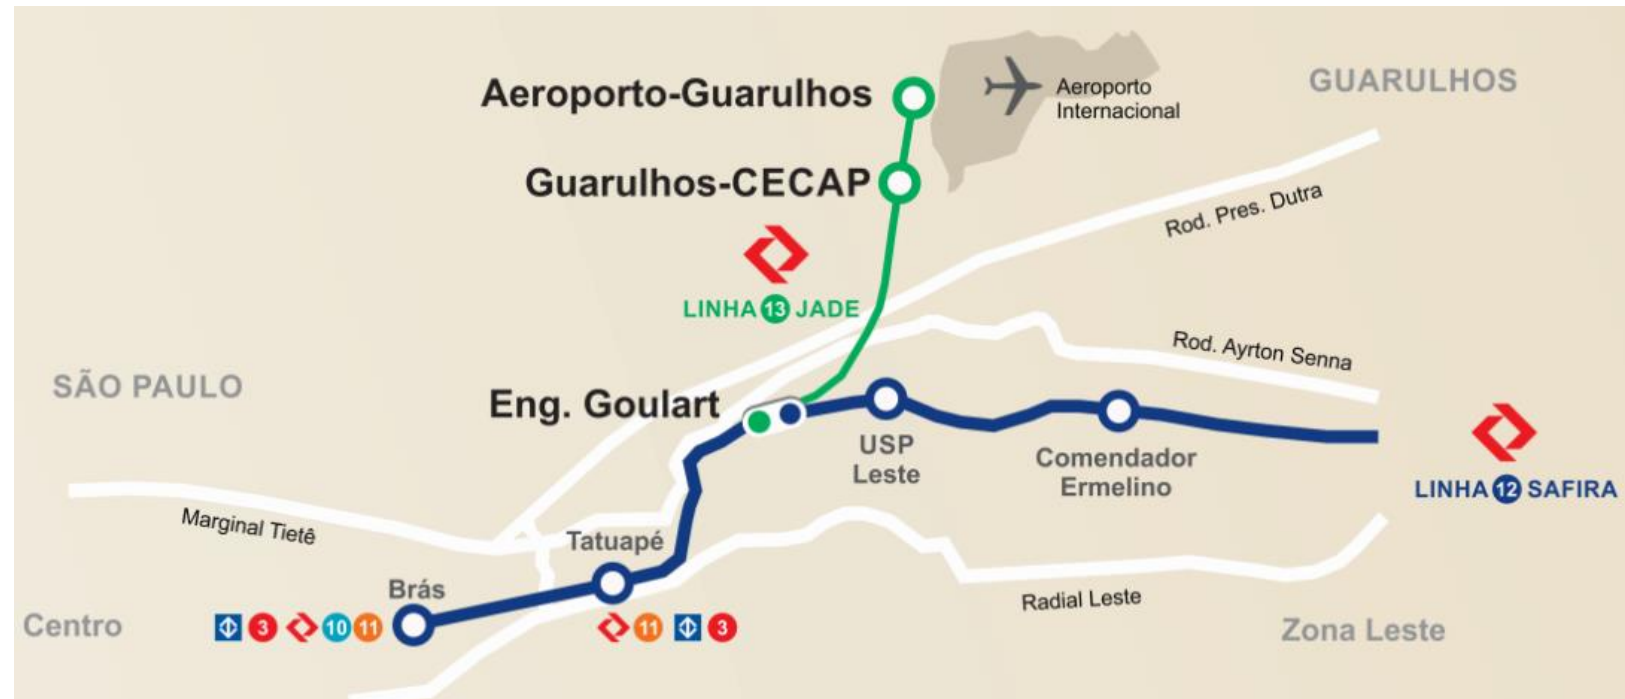 Aeroporto-Guarulhos
Aeroporto
Internacional
GUARULHOS
Guarulhos-CECAP
Rod. Pres. Dutra
LINHA 13 JADE
Rod. Ayrton Senna
SÃO PAULO
Eng. Goulart
USP
Leste
Comendador
Ermelino
LINHA 12 SAFIRA
Marginal Tietê
Tatuapé
Brás
Radial Leste
Centro
3 10 11
11 3
Zona Leste